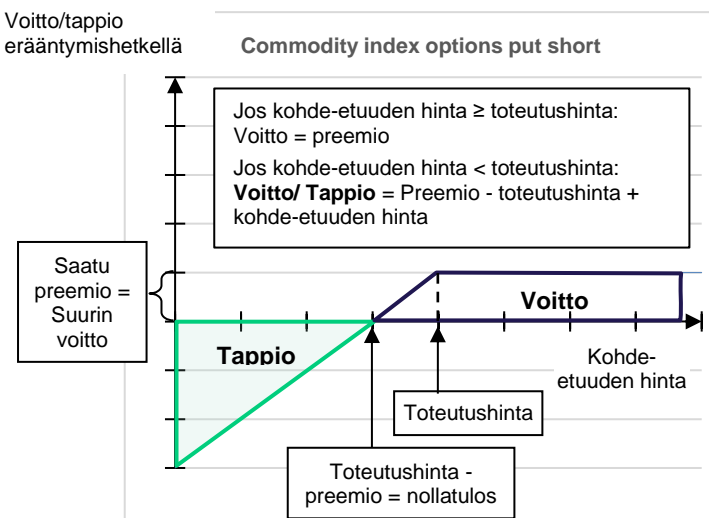 Voitto/tappio
erääntymishetkellä
Commodity index options put short
Jos kohde-etuuden hinta ≥ toteutushinta:
Voitto = preemio
Jos kohde-etuuden hinta < toteutushinta:
Voitto/ Tappio = Preemio - toteutushinta +
kohde-etuuden hinta
Saatu
preemio =
Suurin
voitto
Voitto
Tappio
Kohde-
etuuden hinta
Toteutushinta
Toteutushinta -
preemio = nollatulos